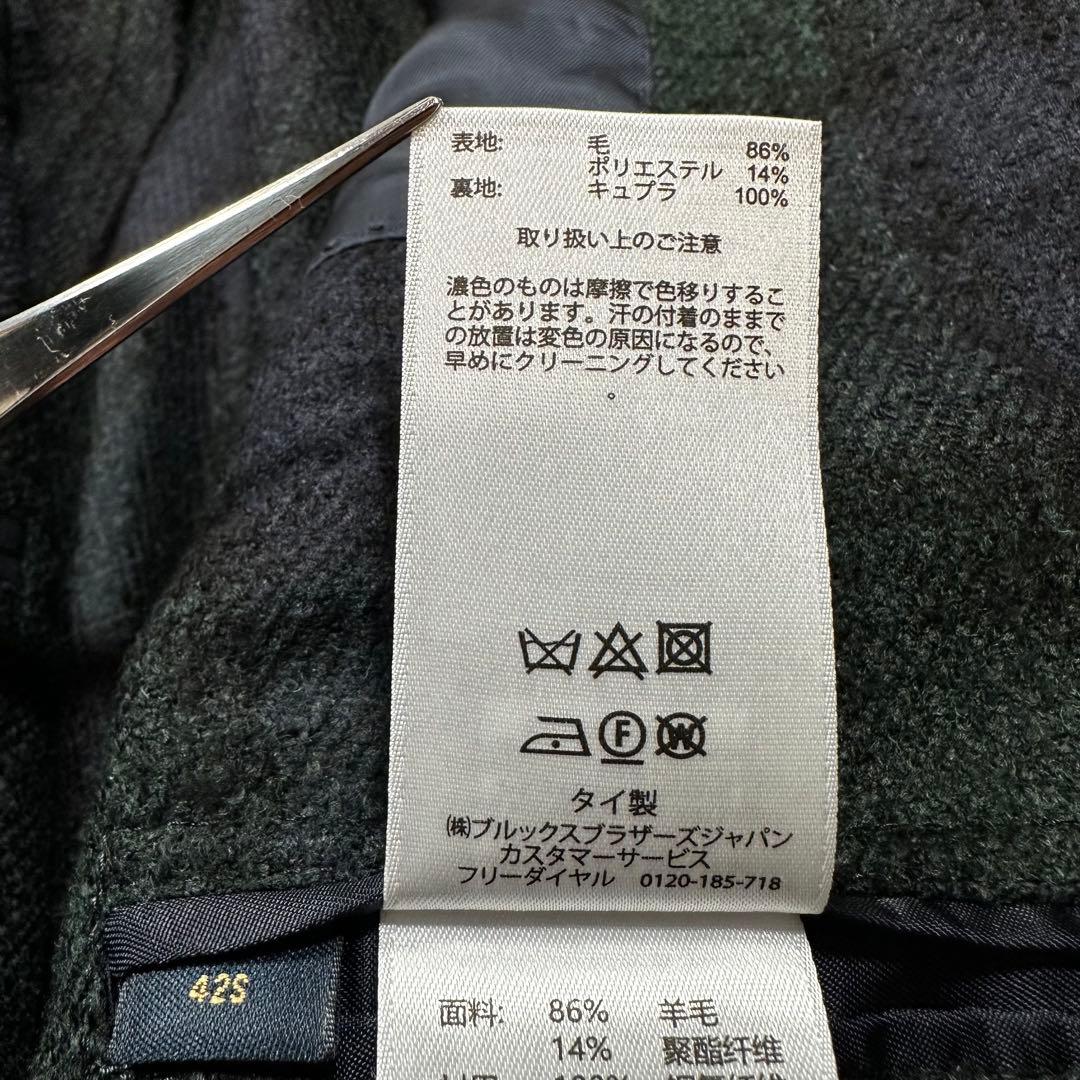 表地: 毛 86%
ポリエステル 14%
裏地: キュプラ 100%
取り扱い上のご注意
濃色のものは摩擦で色移りするこ
とがあります。汗の付着のままで
の放置は変色の原因になるので、
早めにクリーニングしてください
。
F W
タイ製
㈱ブルックスブラザーズジャパン
カスタマーサービス
フリーダイヤル 0120-185-718
42S
面料: 86% 羊毛
14% 聚酯纤维